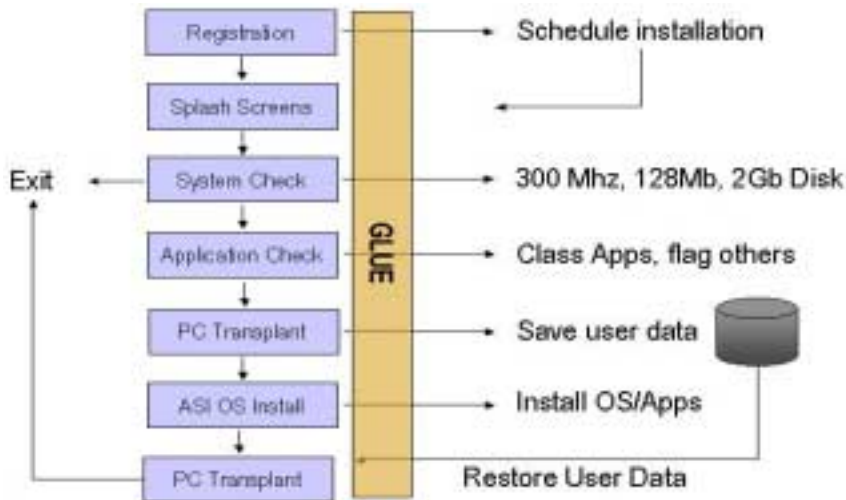 Registration
Schedule installation
Splash Screens
Exit
System Check
300 Mhz, 128Mb, 2Gb Disk
GLUE
Application Check
Class Apps, flag others
PC Transplant
Save user data
ASI OS Install
Install OS/Apps
PC Transplant
Restore User Data